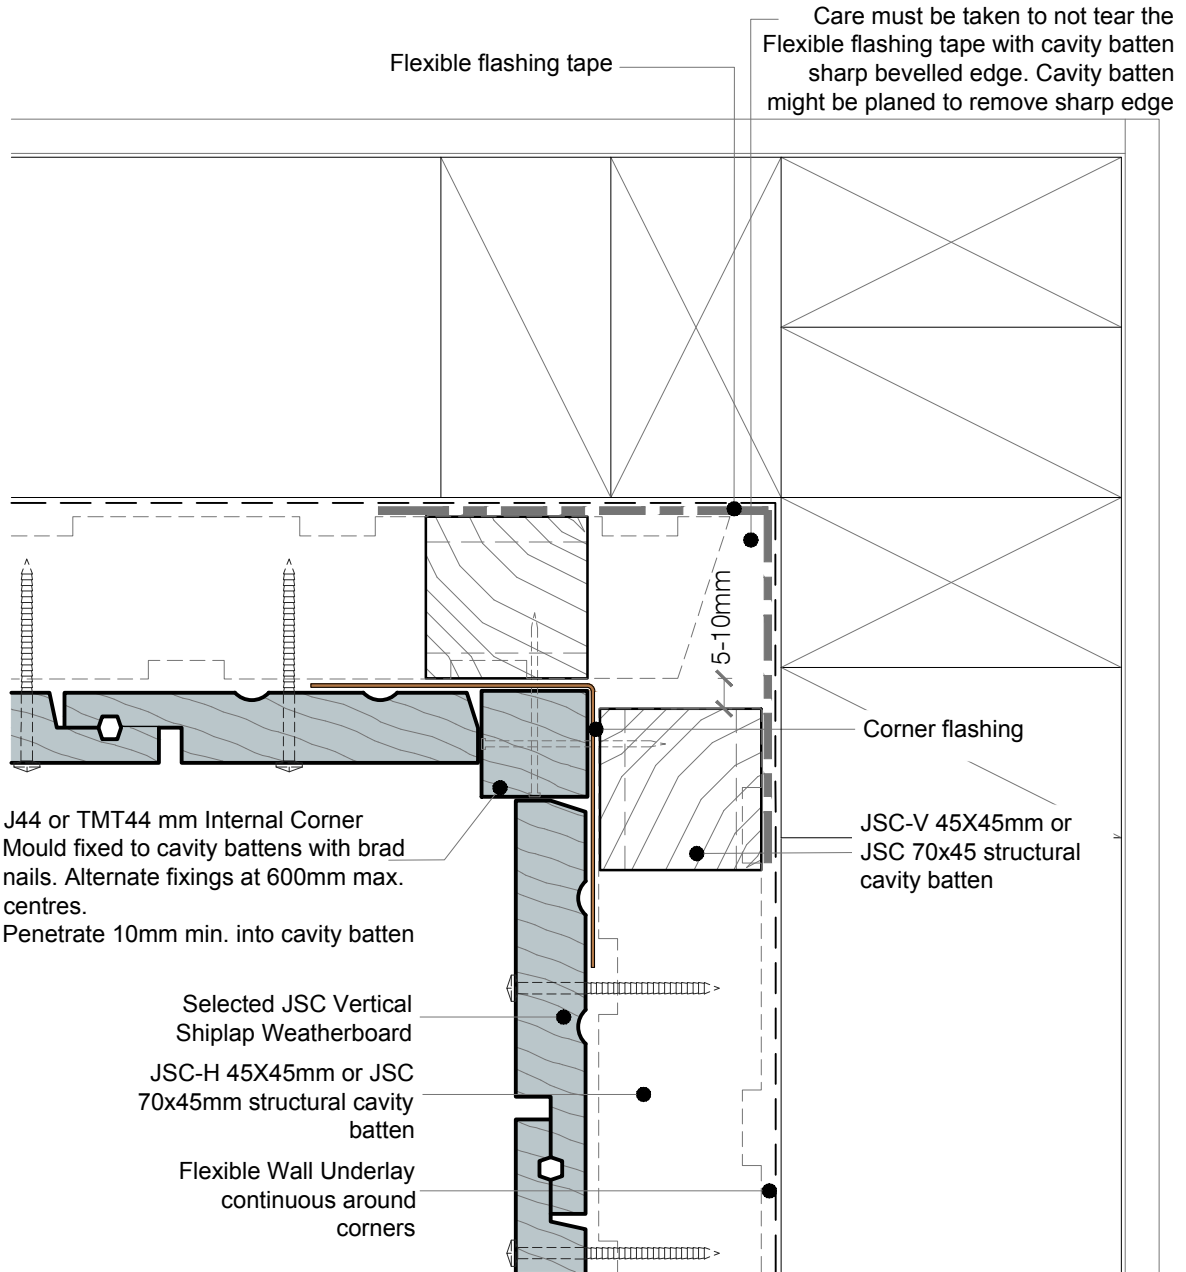 Care must be taken to not tear the
Flexible flashing tape with cavity batten
sharp bevelled edge. Cavity batten
might be planed to remove sharp edge
Flexible flashing tape
5-10mm
Corner flashing
J44 or TMT44 mm Internal Corner
Mould fixed to cavity battens with brad
nails. Alternate fixings at 600mm max.
centres.
Penetrate 10mm min. into cavity batten
JSC-V 45X45mm or
JSC 70x45 structural
cavity batten
Selected JSC Vertical
Shiplap Weatherboard
JSC-H 45X45mm or JSC
70x45mm structural cavity
batten
Flexible Wall Underlay
continuous around
corners